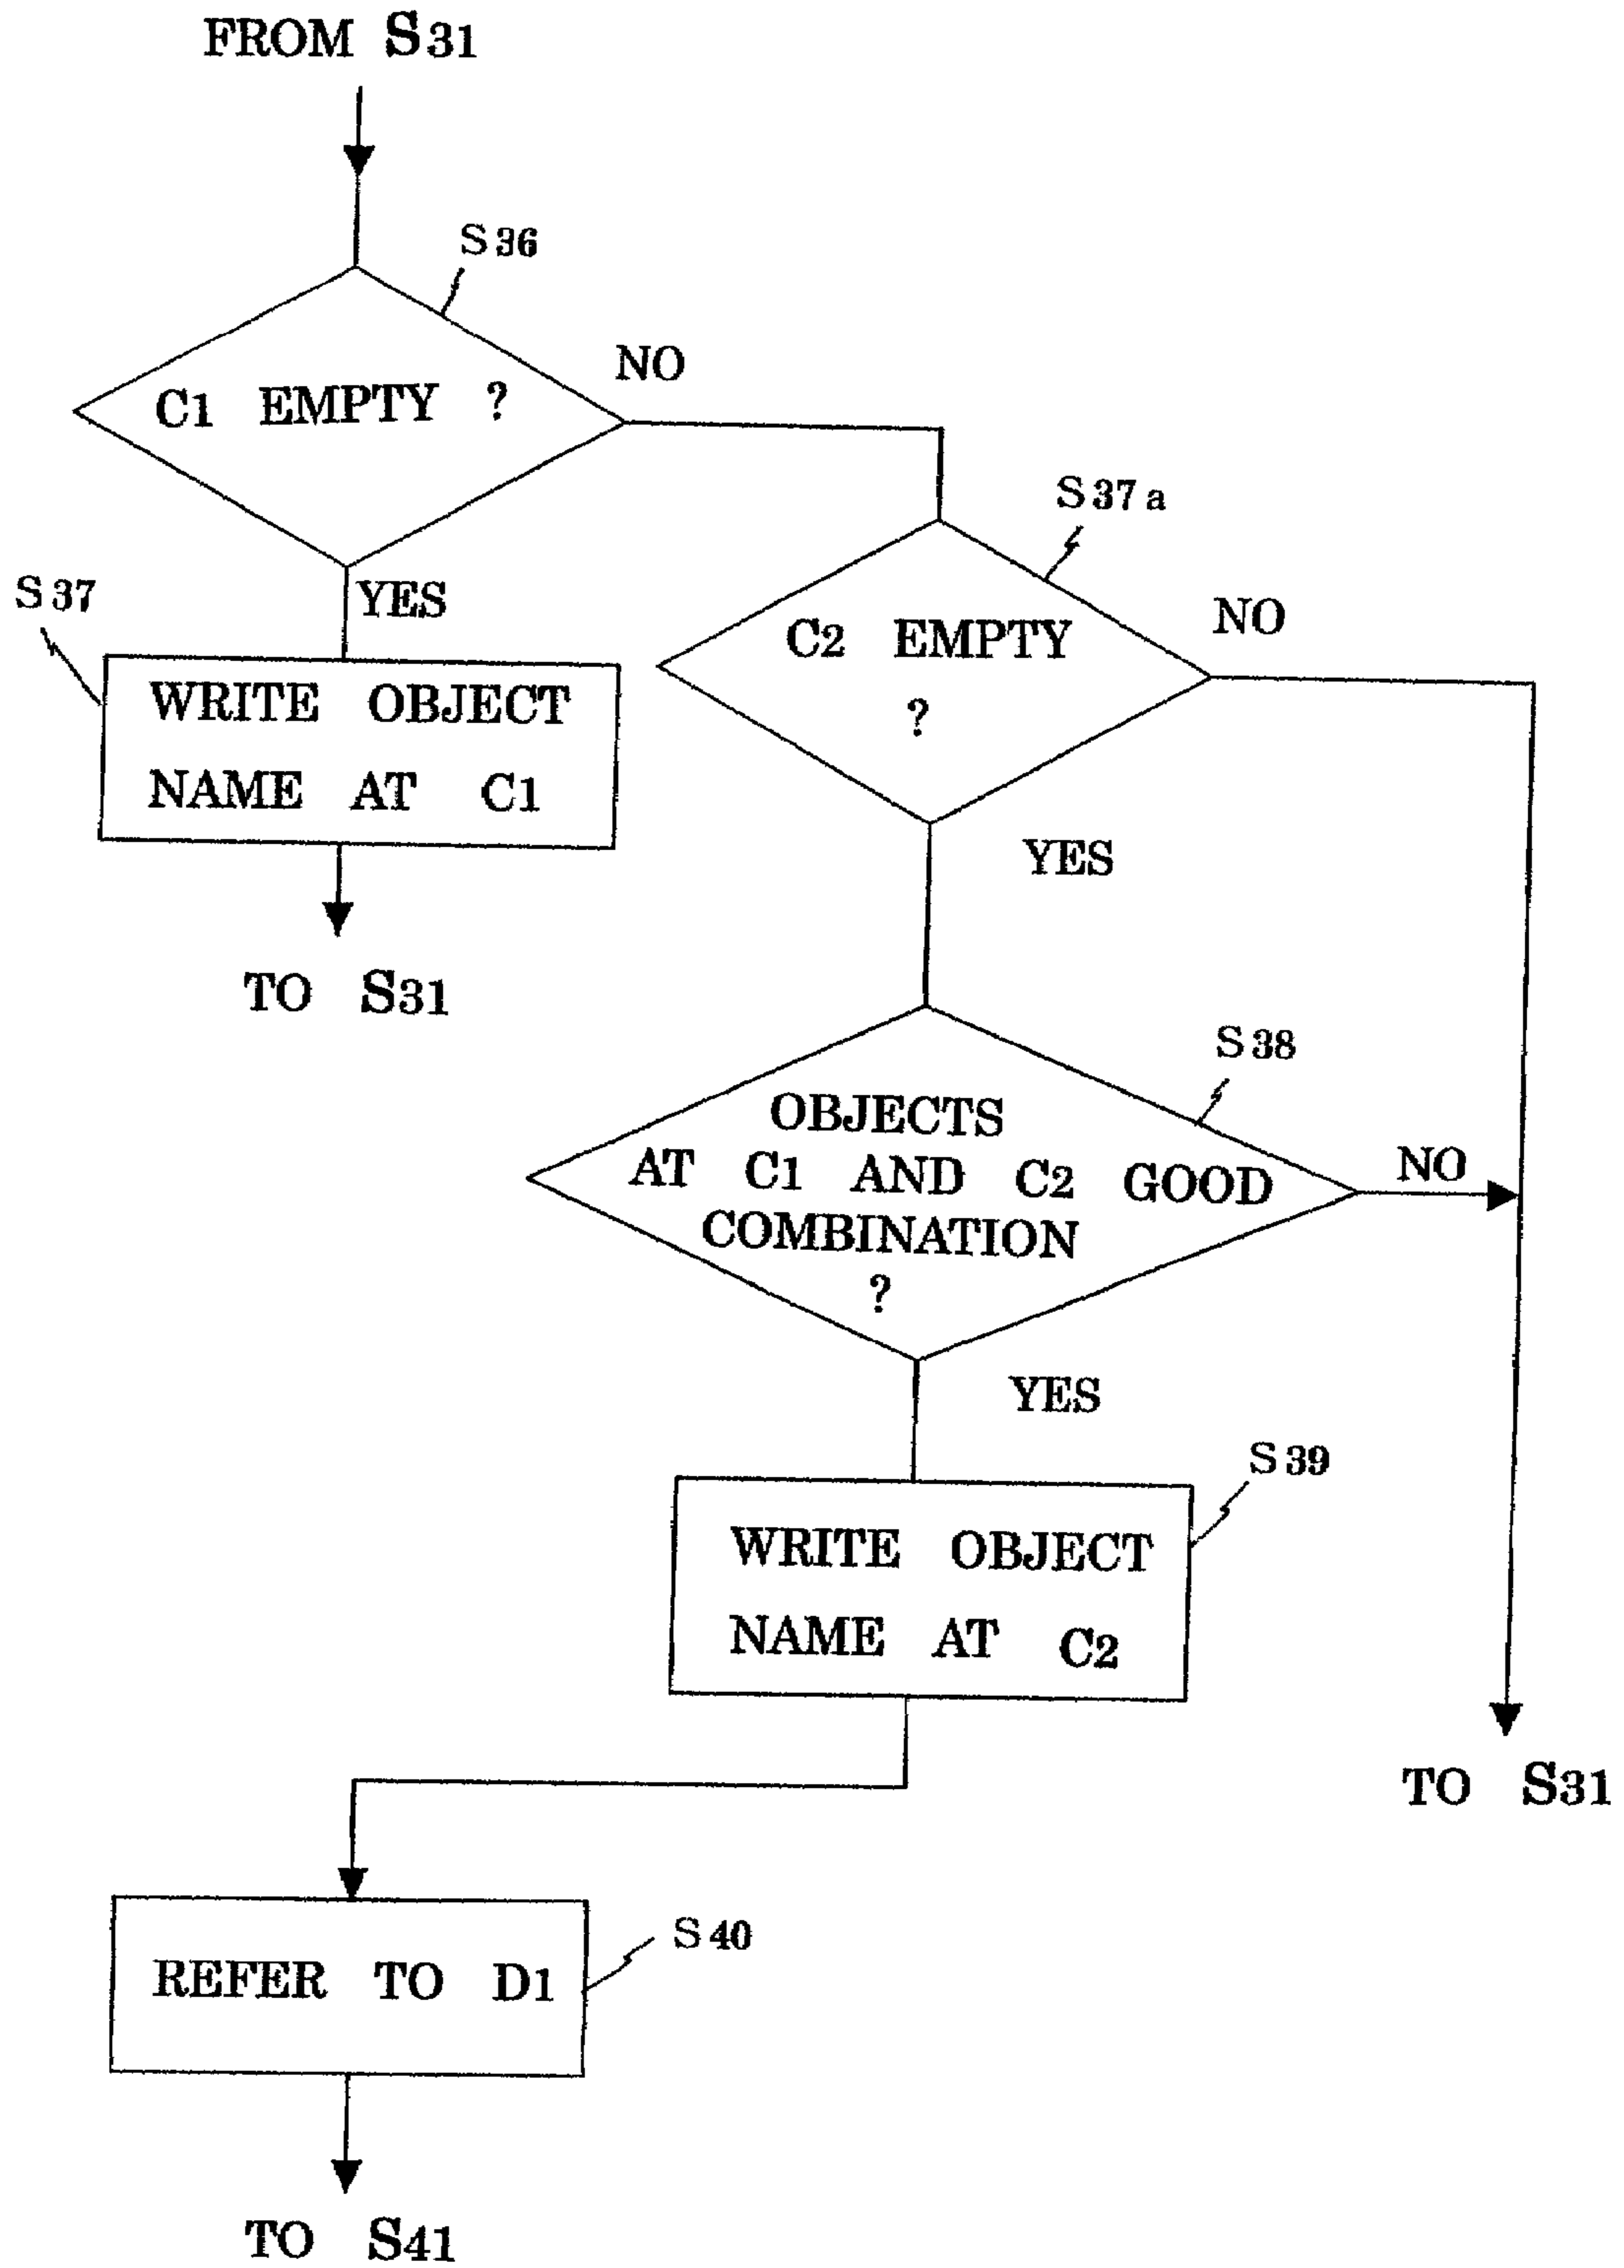 FROM S31
S36
C1 EMPTY ?
NO
S37a
S37
YES
C2 EMPTY
?
NO
WRITE OBJECT
NAME AT C1
YES
TO S31
S38
OBJECTS
AT C1 AND C2 GOOD
COMBINATION
?
NO
YES
S39
WRITE OBJECT
NAME AT C2
TO S31
S40
REFER TO D1
TO S41